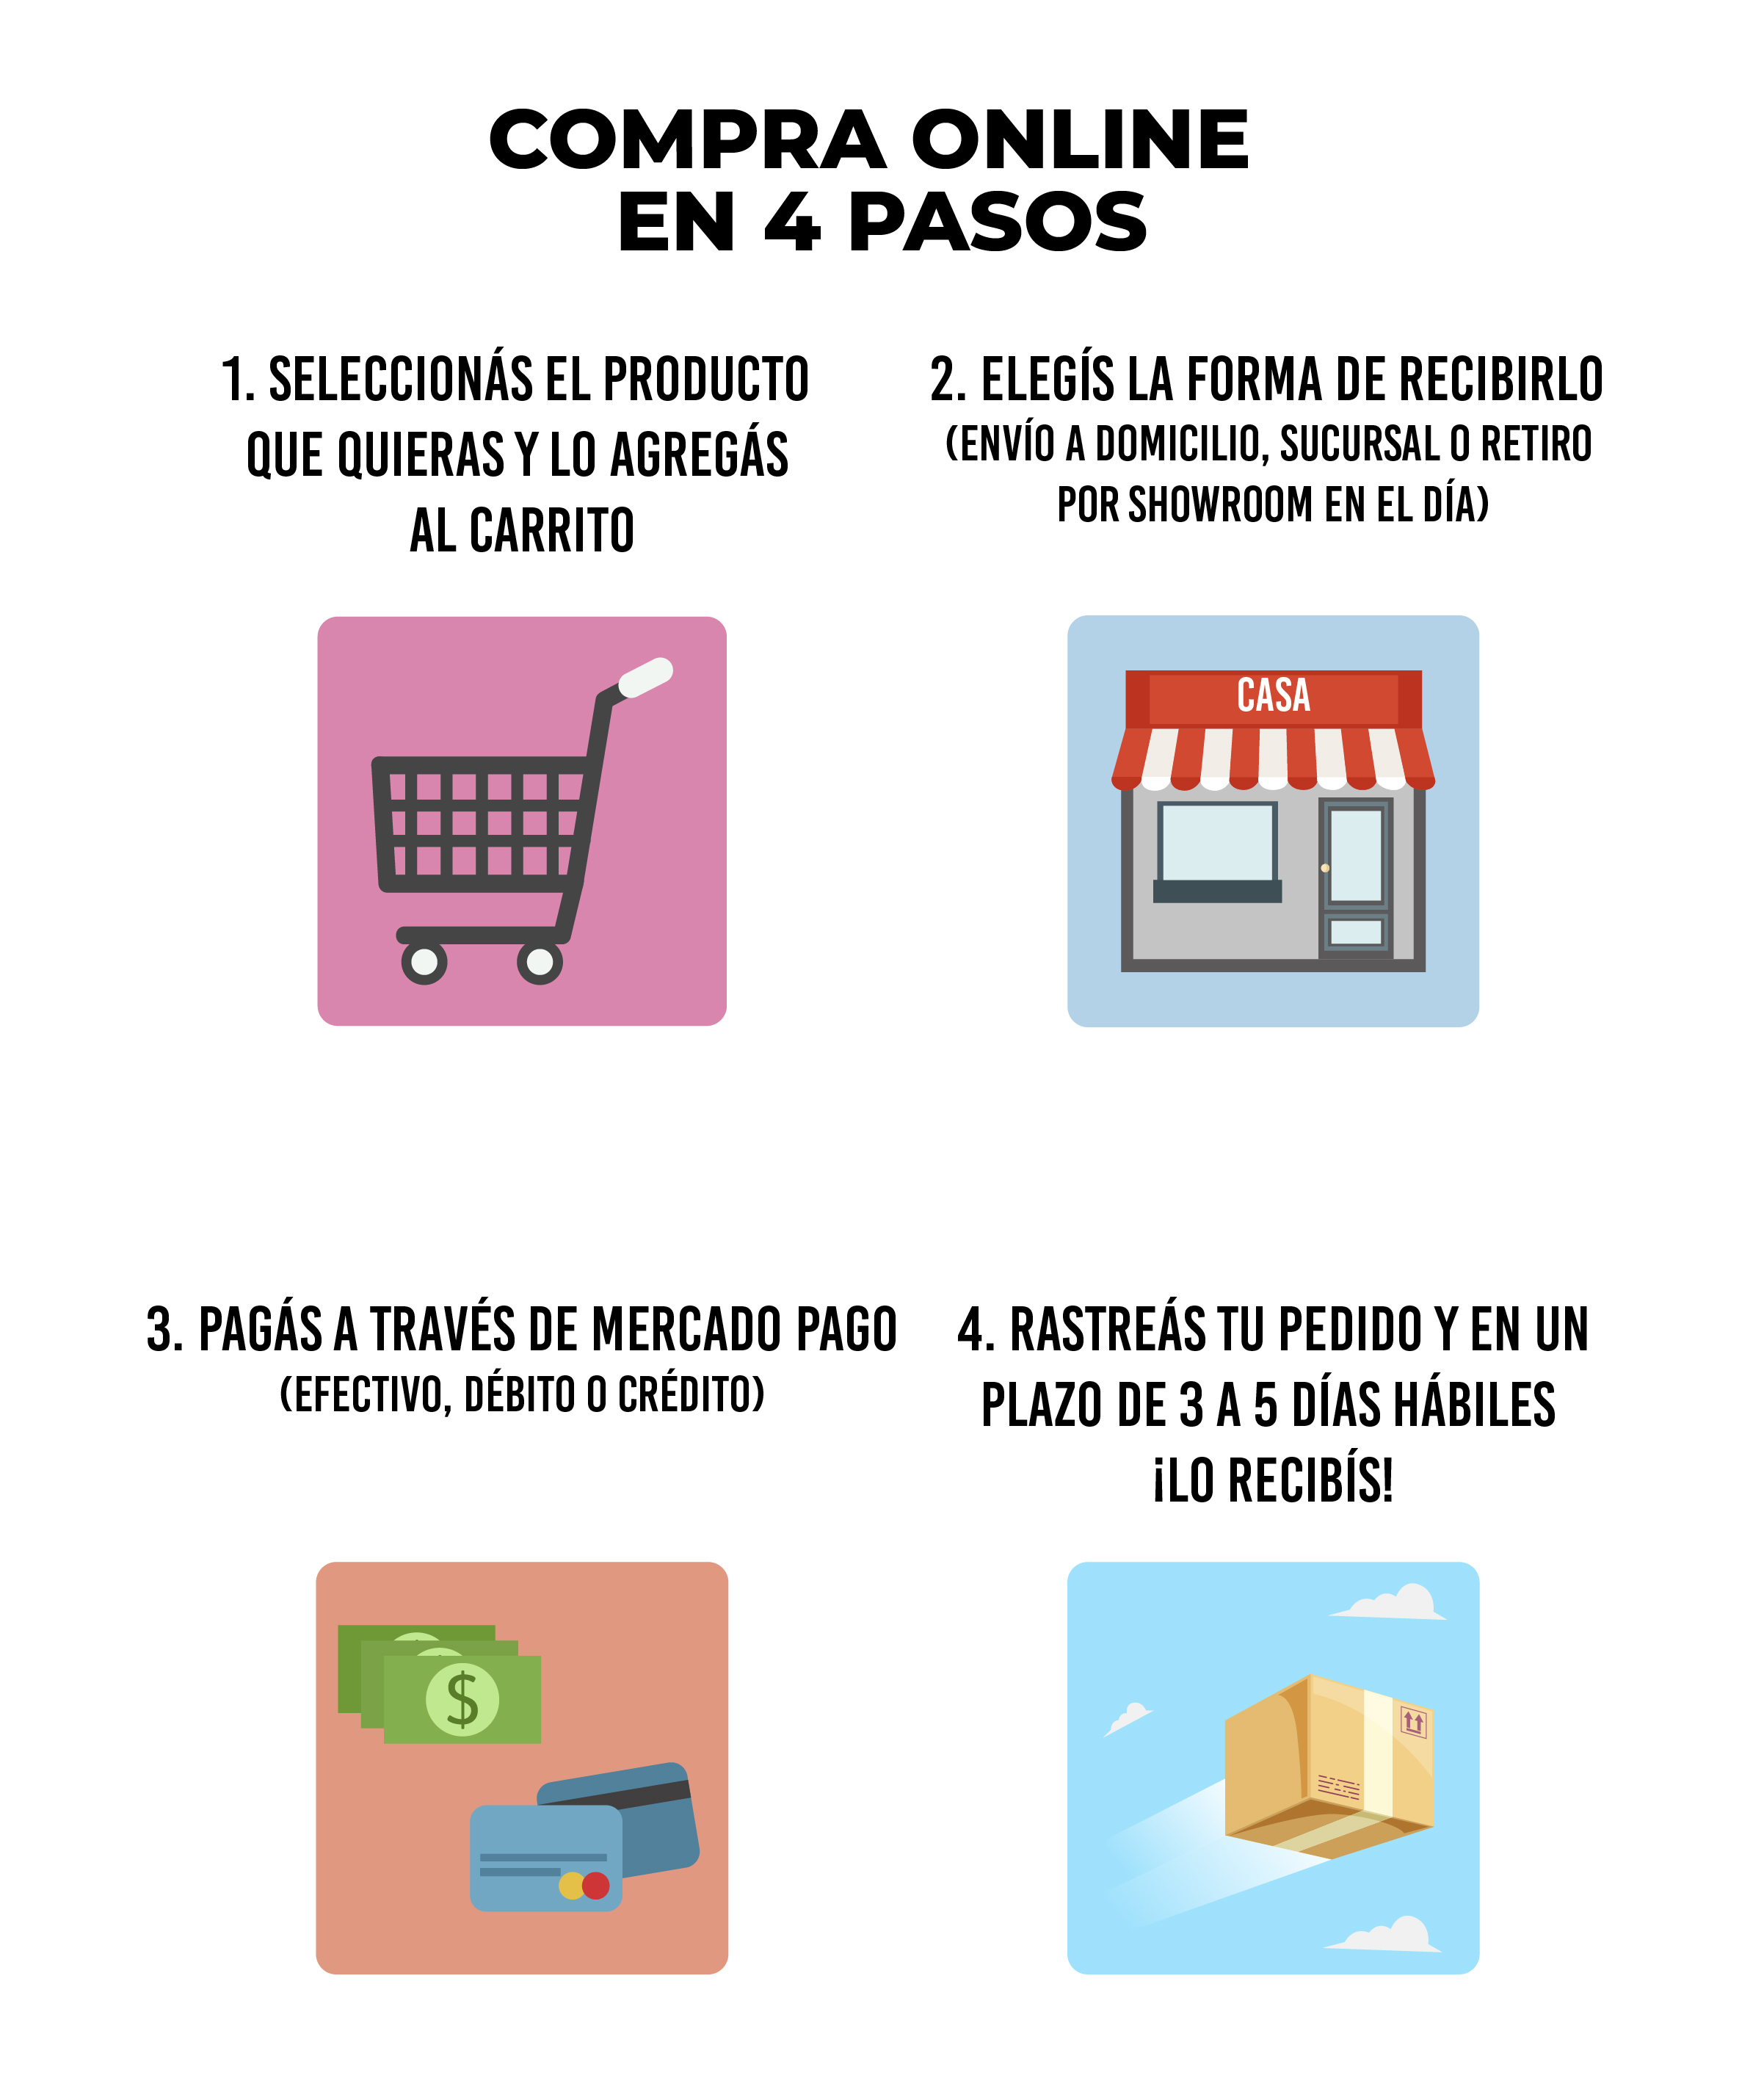 COMPRA ONLINE
EN 4 PASOS
1. SELECCIONÁS EL PRODUCTO
QUE QUIERAS Y LO AGREGÁS
AL CARRITO
2. ELEGÍS LA FORMA DE RECIBIRLO
(ENVÍO A DOMICILIO, SUCURSAL O RETIRO
POR SHOWROOM EN EL DÍA)
CASA
3. PAGÁS A TRAVÉS DE MERCADO PAGO
(EFECTIVO, DÉBITO O CRÉDITO)
$
4. RASTREÁS TU PEDIDO Y EN UN
PLAZO DE 3 A 5 DÍAS HÁBILES
¡LO RECIBÍS!